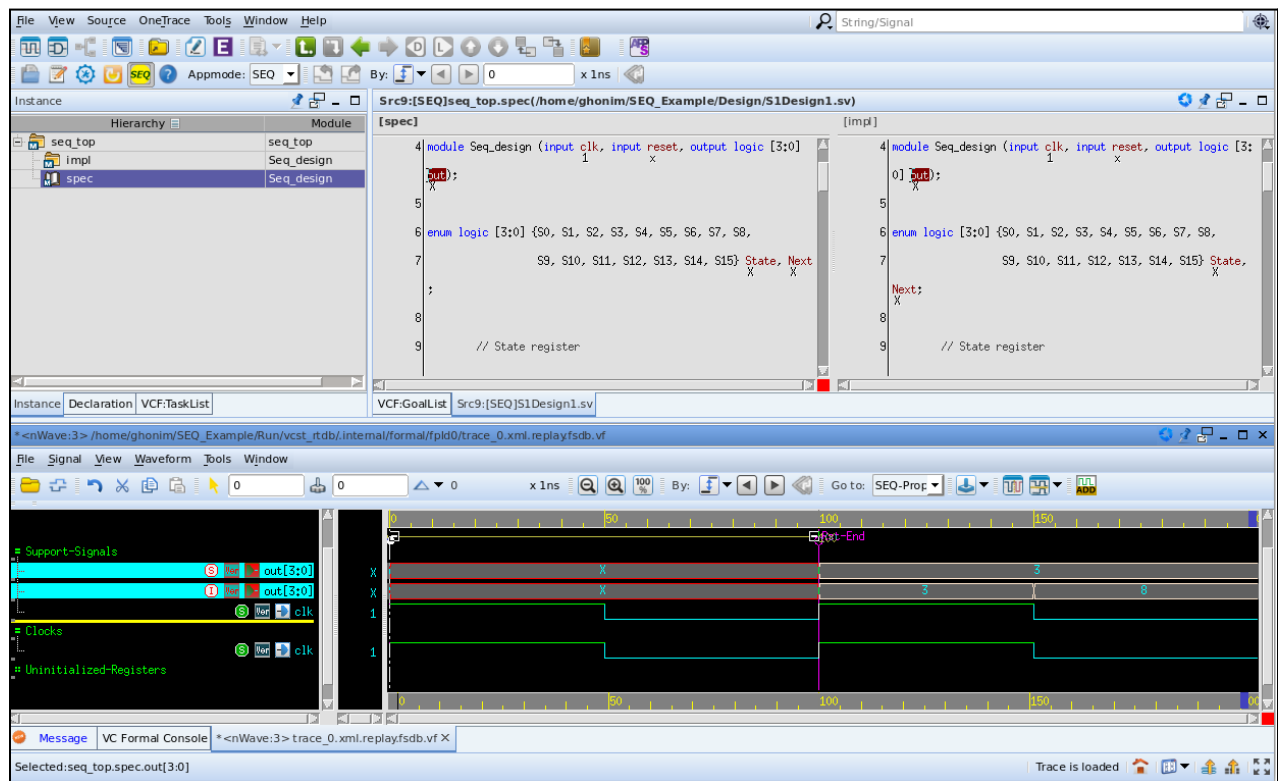 File View Source OneTrace Tools Window Help
String/Signal
Appmode: SEQ By: 0 x 1ns
Instance
Src9:[SEQ]seq_top.spec(/home/ghonim/SEQ_Example/Design/S1Design1.sv)
Hierarchy Module
[spec] [impl]
seq_top seq_top
impl Seq_design
spec Seq_design
4 module Seq_design (input clk, input reset, output logic [3:0]
1 x
out);
X
5
6 enum logic [3:0] {S0, S1, S2, S3, S4, S5, S6, S7, S8,
7 S9, S10, S11, S12, S13, S14, S15} State, Next
X X
;
8
9 // State register
4 module Seq_design (input clk, input reset, output logic [3:
1 x
0] out);
X
5
6 enum logic [3:0] {S0, S1, S2, S3, S4, S5, S6, S7, S8,
7 S9, S10, S11, S12, S13, S14, S15} State,
X
Next;
X
8
9 // State register
Instance Declaration VCF:TaskList
VCF:GoalList Src9:[SEQ]S1Design1.sv
*<nWave:3> /home/ghonim/SEQ_Example/Run/vcst_rtdb/.internal/formal/fpId0/trace_0.xml.replay.fsdb.vf
File Signal View Waveform Tools Window
0 0 0 x 1ns 100 % By: Go to: SEQ-Prop ADD
0 50 100 150
= Support-Signals
S out[3:0] X X 3
I out[3:0] X X 3 8
S clk 1
= Clocks
S clk 1
= Uninitialized-Registers
0 50 100 150
Message VC Formal Console *<nWave:3> trace_0.xml.replay.fsdb.vf
Selected:seq_top.spec.out[3:0]
Trace is loaded